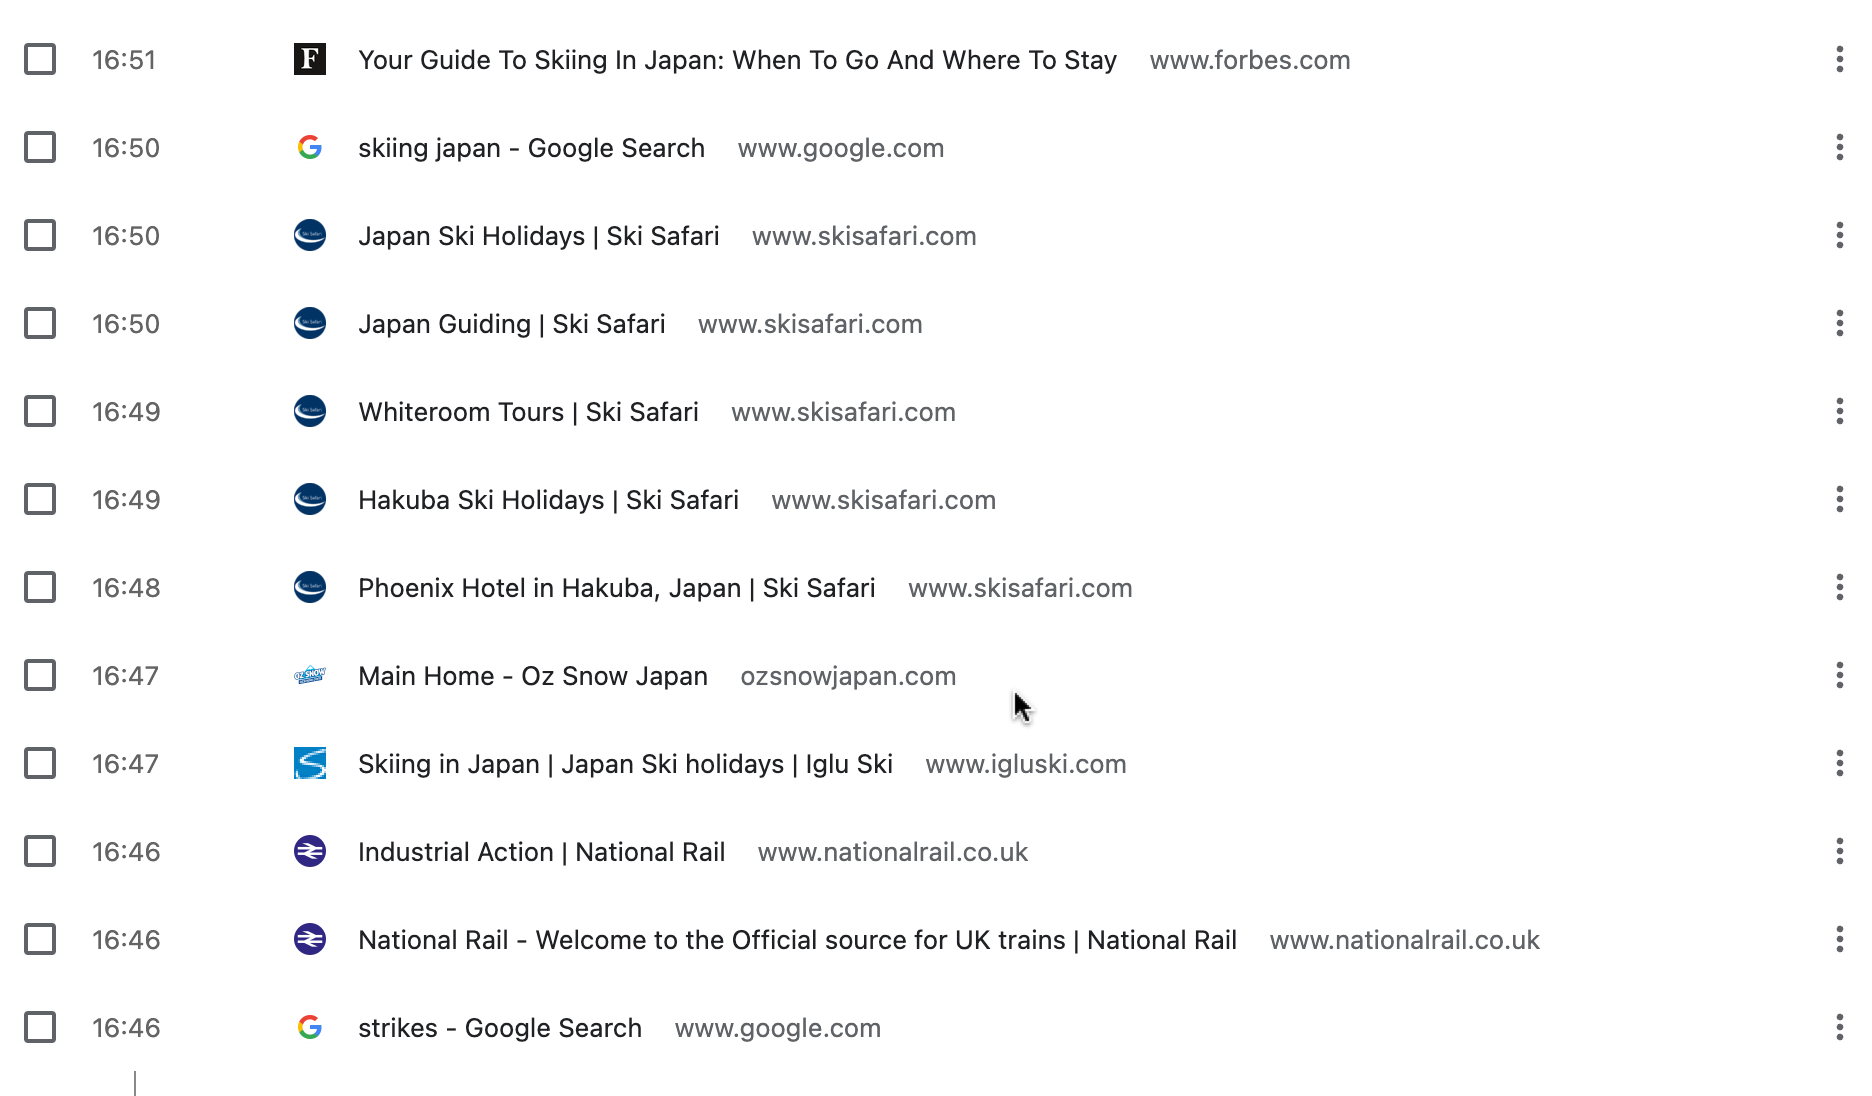 16:51 F Your Guide To Skiing In Japan: When To Go And Where To Stay www.forbes.com
16:50 skiing japan - Google Search www.google.com
16:50 Japan Ski Holidays | Ski Safari www.skisafari.com
16:50 Japan Guiding | Ski Safari www.skisafari.com
16:49 Whiteroom Tours | Ski Safari www.skisafari.com
16:49 Hakuba Ski Holidays | Ski Safari www.skisafari.com
16:48 Phoenix Hotel in Hakuba, Japan | Ski Safari www.skisafari.com
16:47 OZ SNOW Main Home - Oz Snow Japan ozsnowjapan.com
16:47 Skiing in Japan | Japan Ski holidays | Iglu Ski www.igluski.com
16:46 Industrial Action | National Rail www.nationalrail.co.uk
16:46 National Rail - Welcome to the Official source for UK trains | National Rail www.nationalrail.co.uk
16:46 strikes - Google Search www.google.com